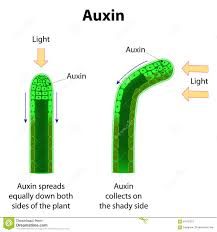 Auxin
Light
Auxin
Light
Auxin
Auxin spreads
equally down both
sides of the plant
Auxin
collects on
the shady side